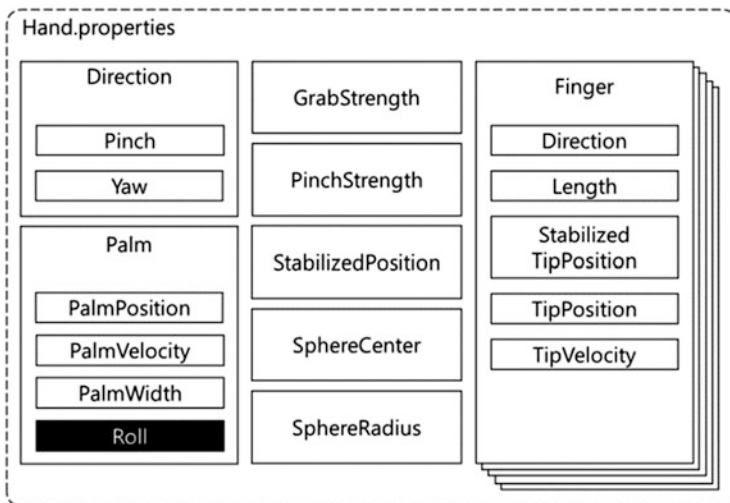 Hand.properties
Direction
Pinch
Yaw
Palm
PalmPosition
PalmVelocity
PalmWidth
Roll
GrabStrength
PinchStrength
StabilizedPosition
SphereCenter
SphereRadius
Finger
Direction
Length
Stabilized
TipPosition
TipPosition
TipVelocity